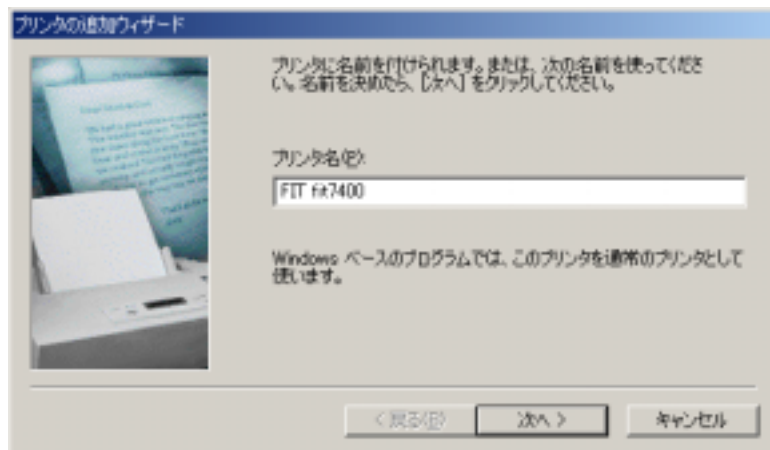 プリンタの追加ウィザード
プリンタに名前を付けられます。または、次の名前を使ってくださ
い。名前を決めたら、[次へ] をクリックしてください。
プリンタ名(P):
FIT fit7400
Windows ベースのプログラムでは、このプリンタを通常のプリンタとして
使います。
< 戻る(B)
次へ >
キャンセル